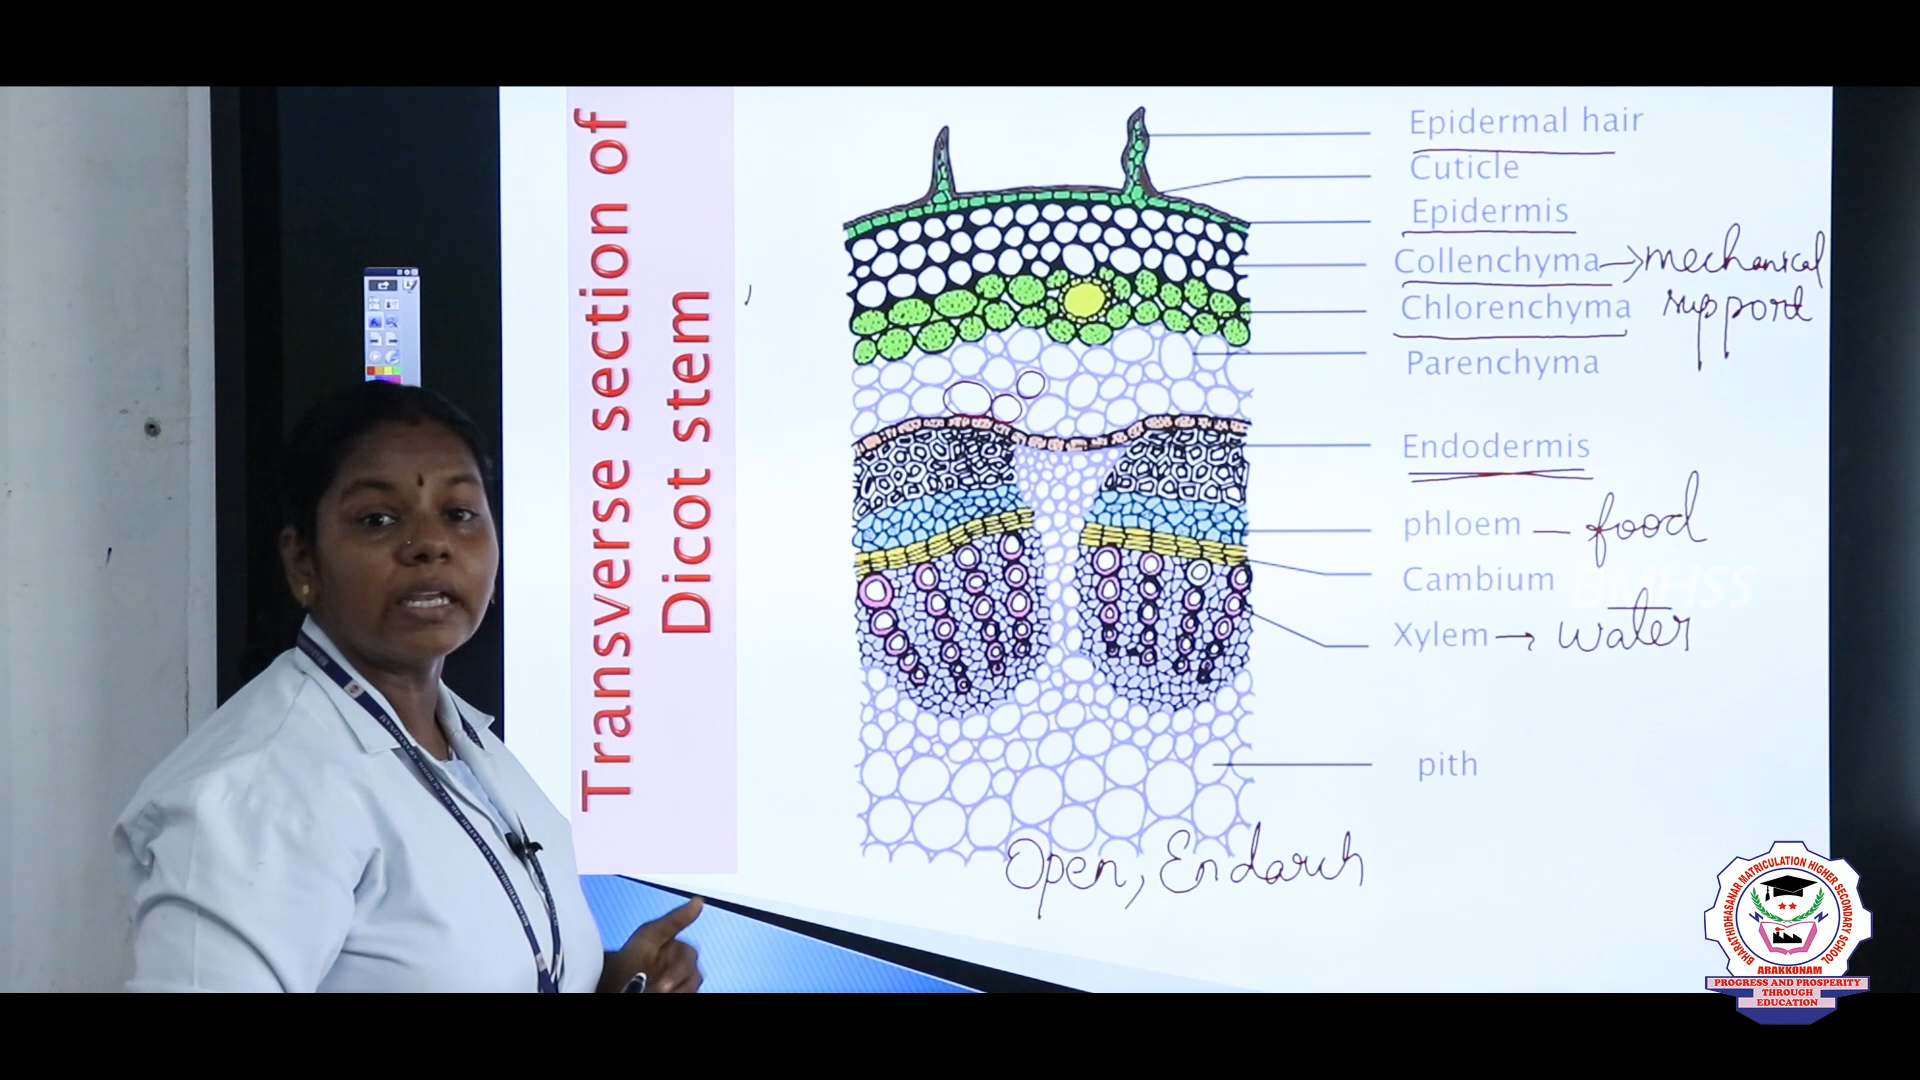 Transverse section of
Dicot stem
Epidermal hair
Cuticle
Epidermis
Collenchyma → mechanical
Chlorenchyma support
Parenchyma
Endodermis
phloem — food
Cambium
BMHSS
Xylem → water
pith
Open, Endarch
BHARATHIDHASANAR MATRICULATION HIGHER SECONDARY SCHOOL
ARAKKONAM
PROGRESS AND PROSPERITY
THROUGH
EDUCATION